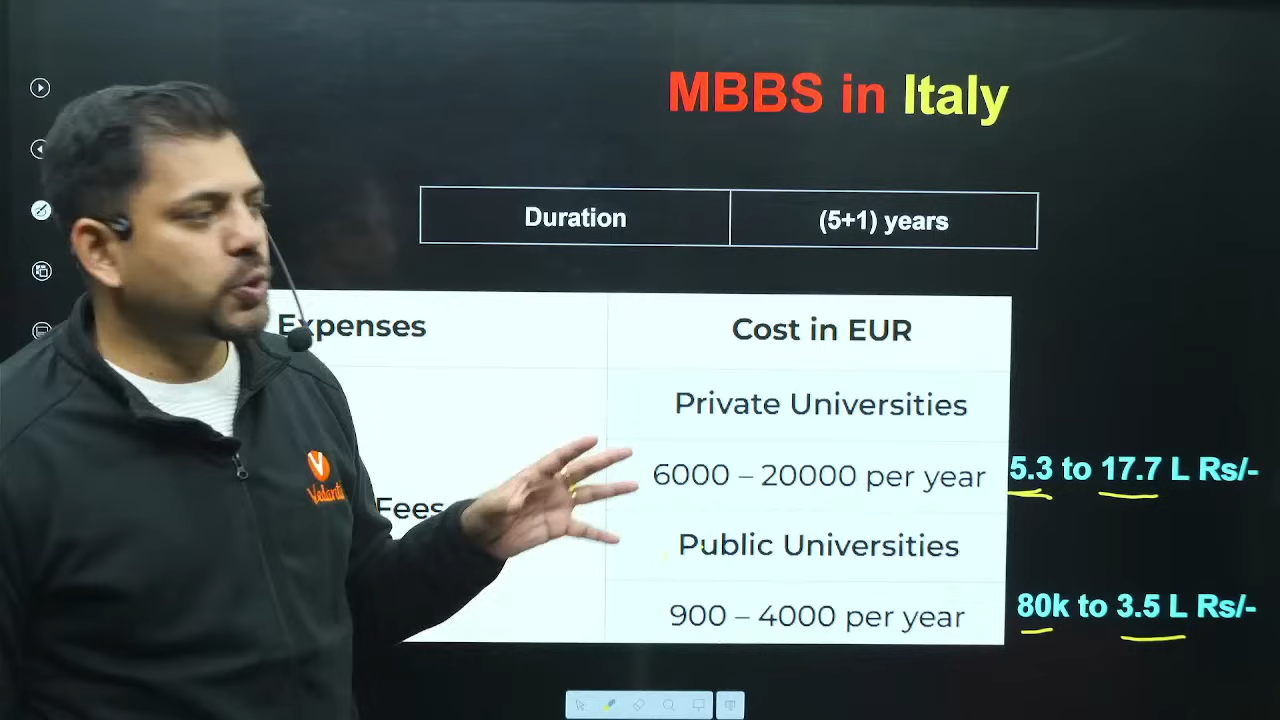 MBBS in Italy
Duration (5+1) years
Expenses Cost in EUR
Private Universities
6000 – 20000 per year 5.3 to 17.7 L Rs/-
Vedantu
Fees
Public Universities
900 – 4000 per year 80k to 3.5 L Rs/-